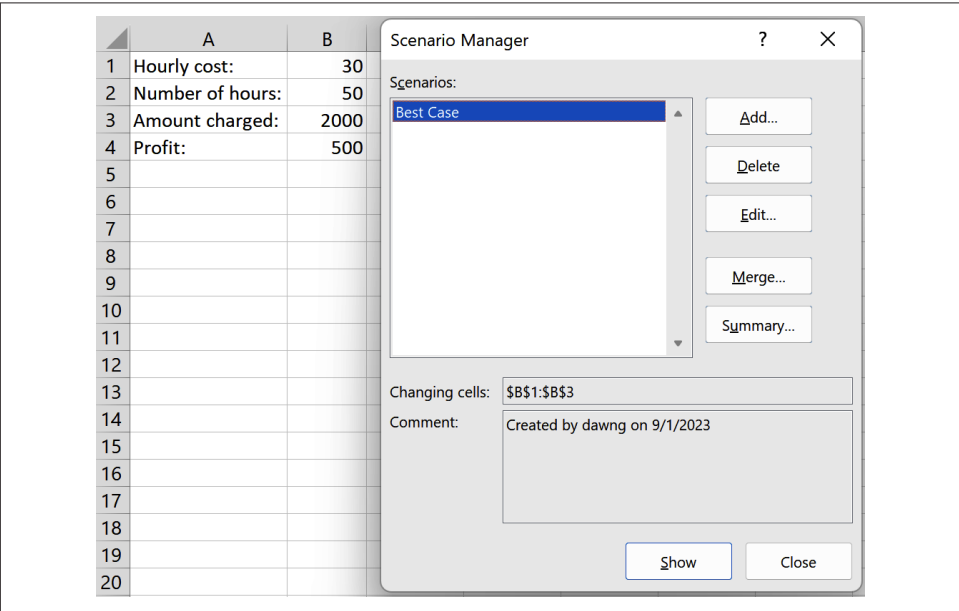 A B
1 Hourly cost: 30
2 Number of hours: 50
3 Amount charged: 2000
4 Profit: 500
5
6
7
8
9
10
11
12
13
14
15
16
17
18
19
20
Scenario Manager ? X
Scenarios:
Best Case
Add...
Delete
Edit...
Merge...
Summary...
Changing cells: $B$1:$B$3
Comment: Created by dawng on 9/1/2023
Show Close